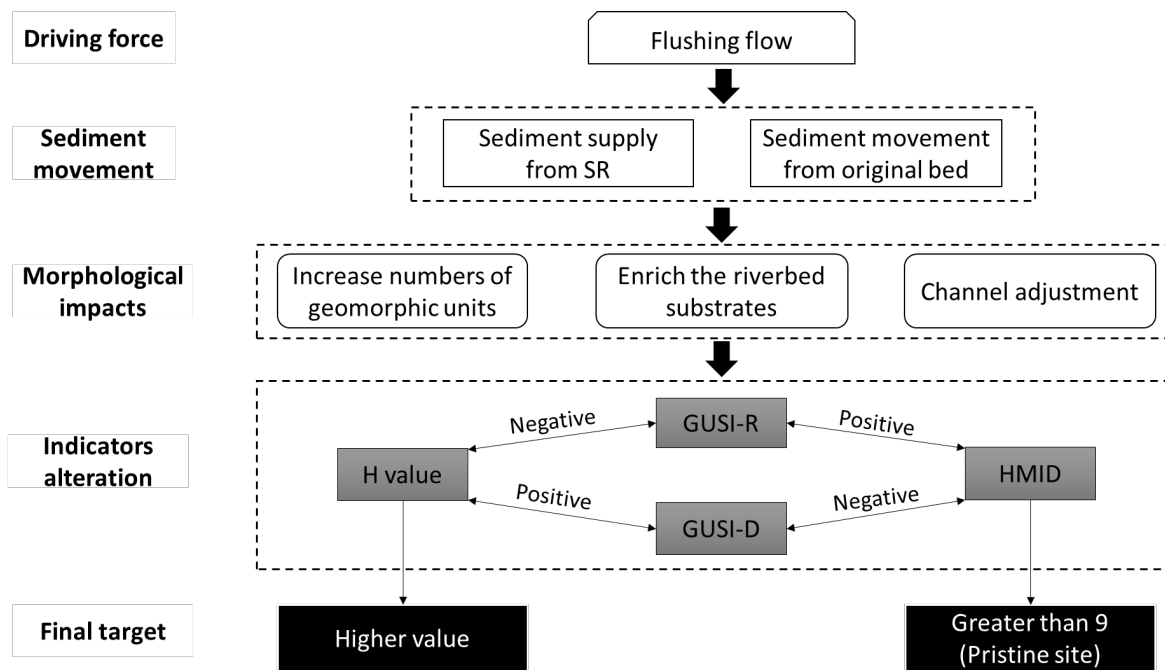 Driving force
Flushing flow
Sediment
movement
Sediment supply
from SR
Sediment movement
from original bed
Morphological
impacts
Increase numbers of
geomorphic units
Enrich the riverbed
substrates
Channel adjustment
Indicators
alteration
Negative
GUSI-R
Positive
H value
HMID
Positive
GUSI-D
Negative
Final target
Higher value
Greater than 9
(Pristine site)